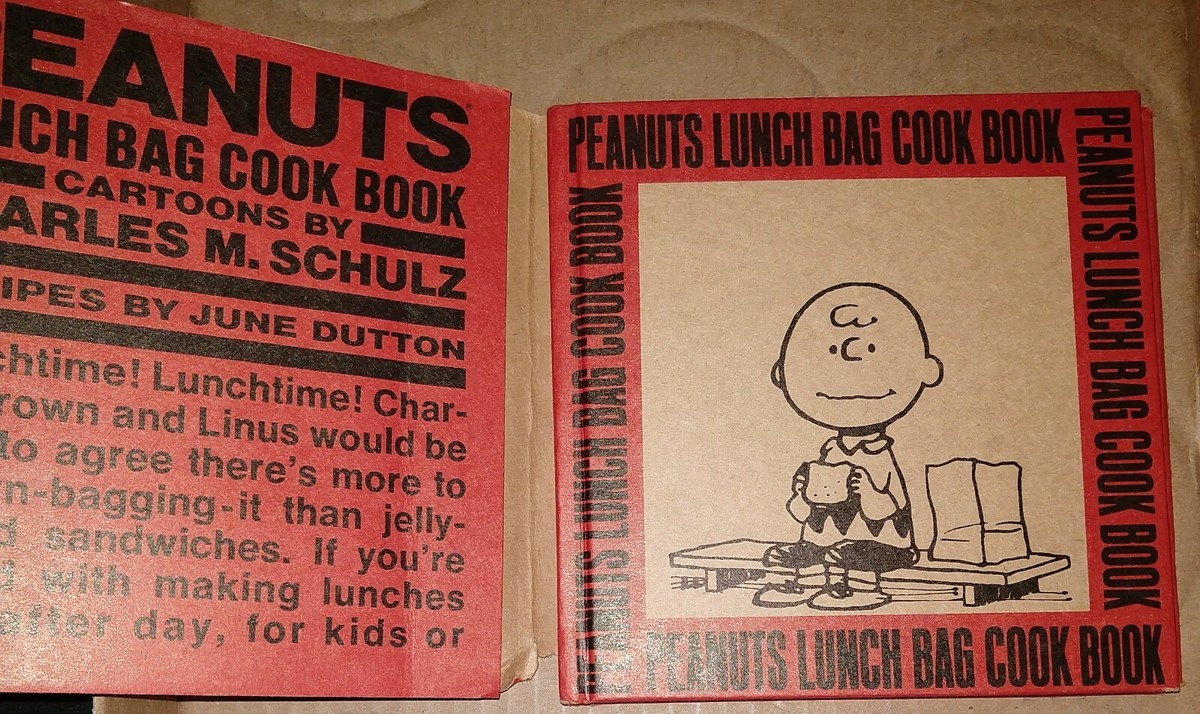 PEANUTS®
NCH BAG COOK BOOK
CARTOONS BY
ARLES M. SCHULZ
IPES BY JUNE DUTTON
chtime! Lunchtime! Char-
rown and Linus would be
to agree there's more to
n-bagging-it than jelly-
d sandwiches. If you're
d with making lunches
after day, for kids or
PEANUTS LUNCH BAG COOK BOOK
PEANUTS LUNCH BAG COOK BOOK
PEANUTS LUNCH BAG COOK BOOK
PEANUTS LUNCH BAG COOK BOOK